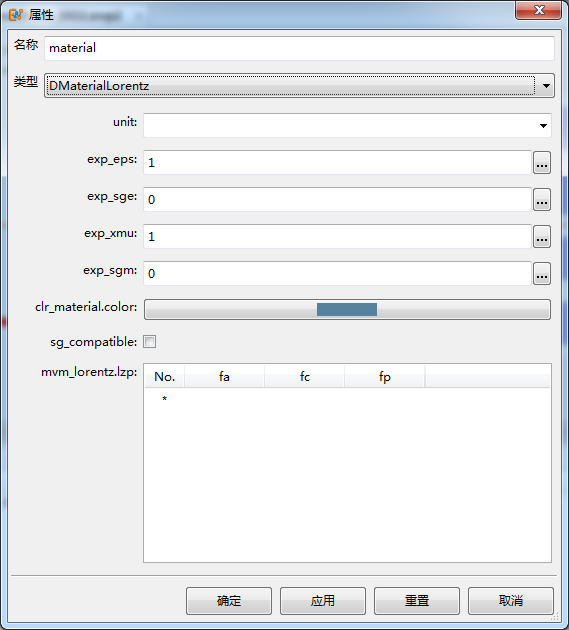 属性
名称 material
类型 DMaterialLorentz
unit:
exp_eps: 1 ...
exp_sge: 0 ...
exp_xmu: 1 ...
exp_sgm: 0 ...
clr_material.color:
sg_compatible:
mvm_lorentz.lzp: No. fa fc fp
*
确定 应用 重置 取消